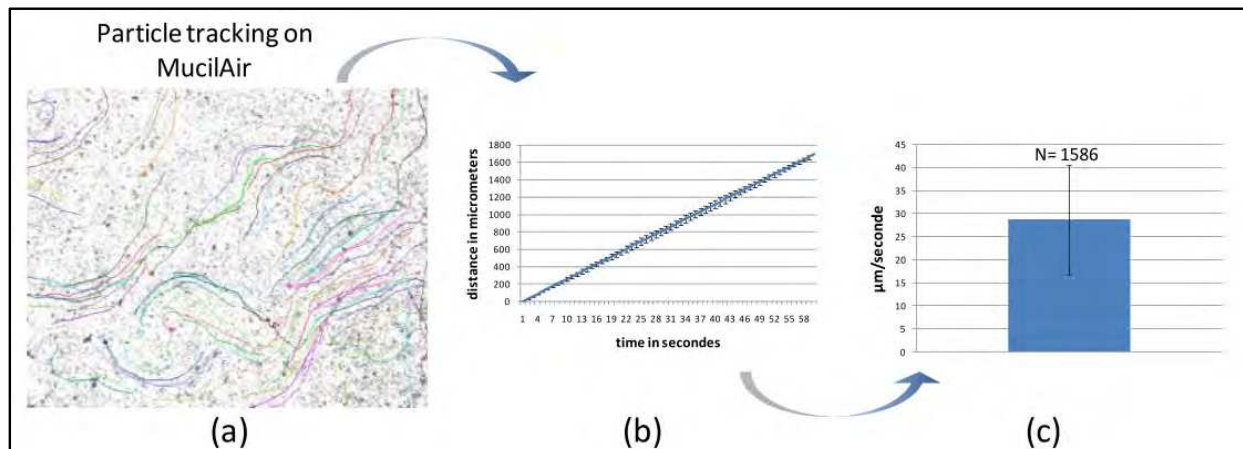 Particle tracking on
MucilAir
(a)
distance in micrometers
1800
1600
1400
1200
1000
800
600
400
200
0
1 4 7 10 13 16 19 22 25 28 31 34 37 40 43 46 49 52 55 58
time in secondes
(b)
µm/seconde
45
40
35
30
25
20
15
10
5
0
N= 1586
(c)